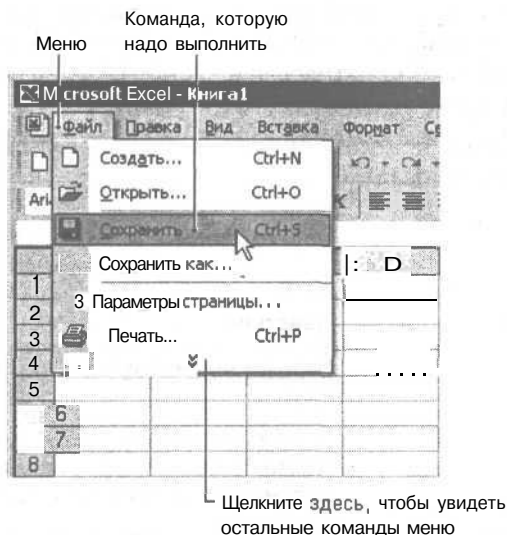 Команда, которую
надо выполнить
Меню
Microsoft Excel - Книга1
Файл Правка Вид Вставка Формат
Создать... Ctrl+N
Открыть... Ctrl+O
Сохранить Ctrl+S
Сохранить как...
3 Параметры страницы...
Печать... Ctrl+P
D
1
2
3
4
5
6
7
8
Щелкните здесь, чтобы увидеть
остальные команды меню